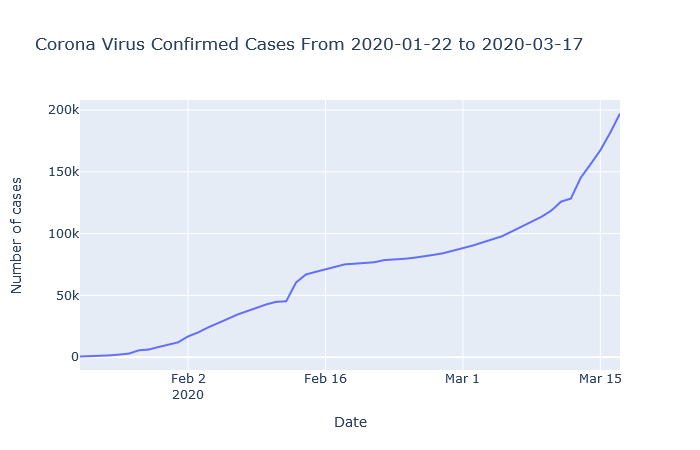 Corona Virus Confirmed Cases From 2020-01-22 to 2020-03-17
200k
150k
100k
50k
0
Number of cases
Feb 2
2020
Feb 16
Mar 1
Mar 15
Date